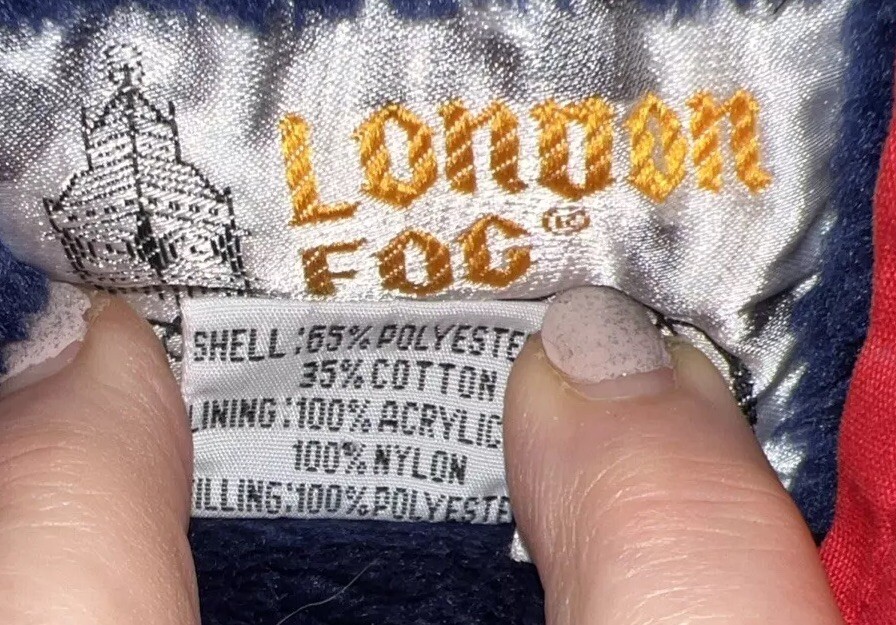 LONDON
FOG®
SHELL:65% POLYESTE
35% COTTON
LINING:100% ACRYLIC
100% NYLON
ILLING:100% POLYESTE